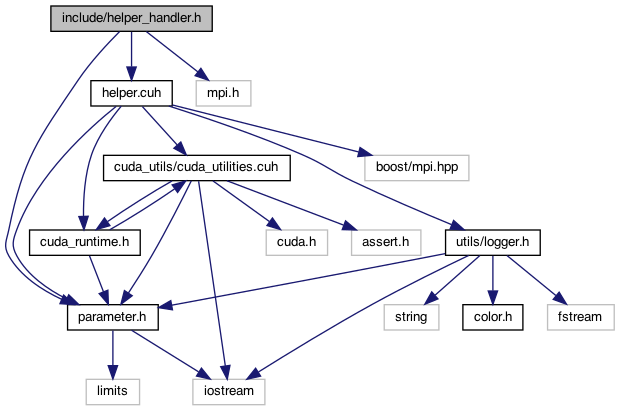 include/helper_handler.h
helper.cuh
mpi.h
cuda_utils/cuda_utilities.cuh
boost/mpi.hpp
cuda_runtime.h
cuda.h
assert.h
utils/logger.h
parameter.h
string
color.h
fstream
limits
iostream